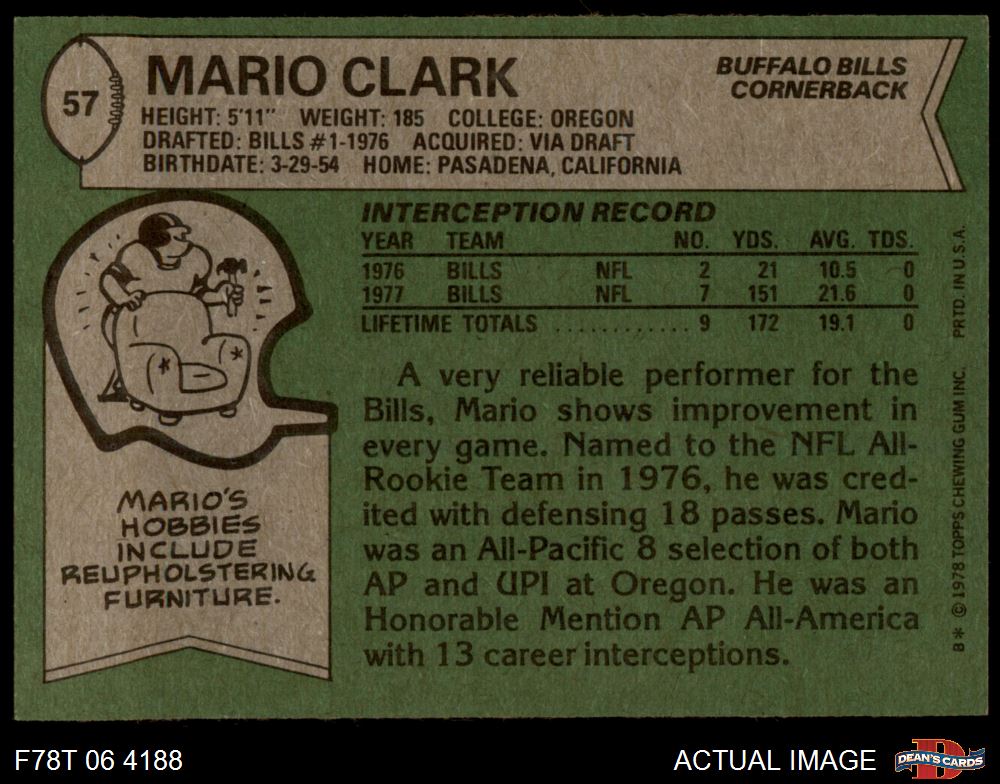 57
MARIO CLARK
BUFFALO BILLS
CORNERBACK
HEIGHT: 5'11" WEIGHT: 185 COLLEGE: OREGON
DRAFTED: BILLS #1-1976 ACQUIRED: VIA DRAFT
BIRTHDATE: 3-29-54 HOME: PASADENA, CALIFORNIA
INTERCEPTION RECORD
YEAR TEAM NO. YDS. AVG. TDS.
1976 BILLS NFL 2 21 10.5 0
1977 BILLS NFL 7 151 21.6 0
LIFETIME TOTALS ............ 9 172 19.1 0
A very reliable performer for the
Bills, Mario shows improvement in
every game. Named to the NFL All-
Rookie Team in 1976, he was cred-
ited with defensing 18 passes. Mario
was an All-Pacific 8 selection of both
AP and UPI at Oregon. He was an
Honorable Mention AP All-America
with 13 career interceptions.
MARIO'S
HOBBIES
INCLUDE
REUPHOLSTERING
FURNITURE.
B* © 1978 TOPPS CHEWING GUM INC. PRTD. IN U.S.A.
F78T 06 4188
ACTUAL IMAGE
D
DEAN'S CARDS